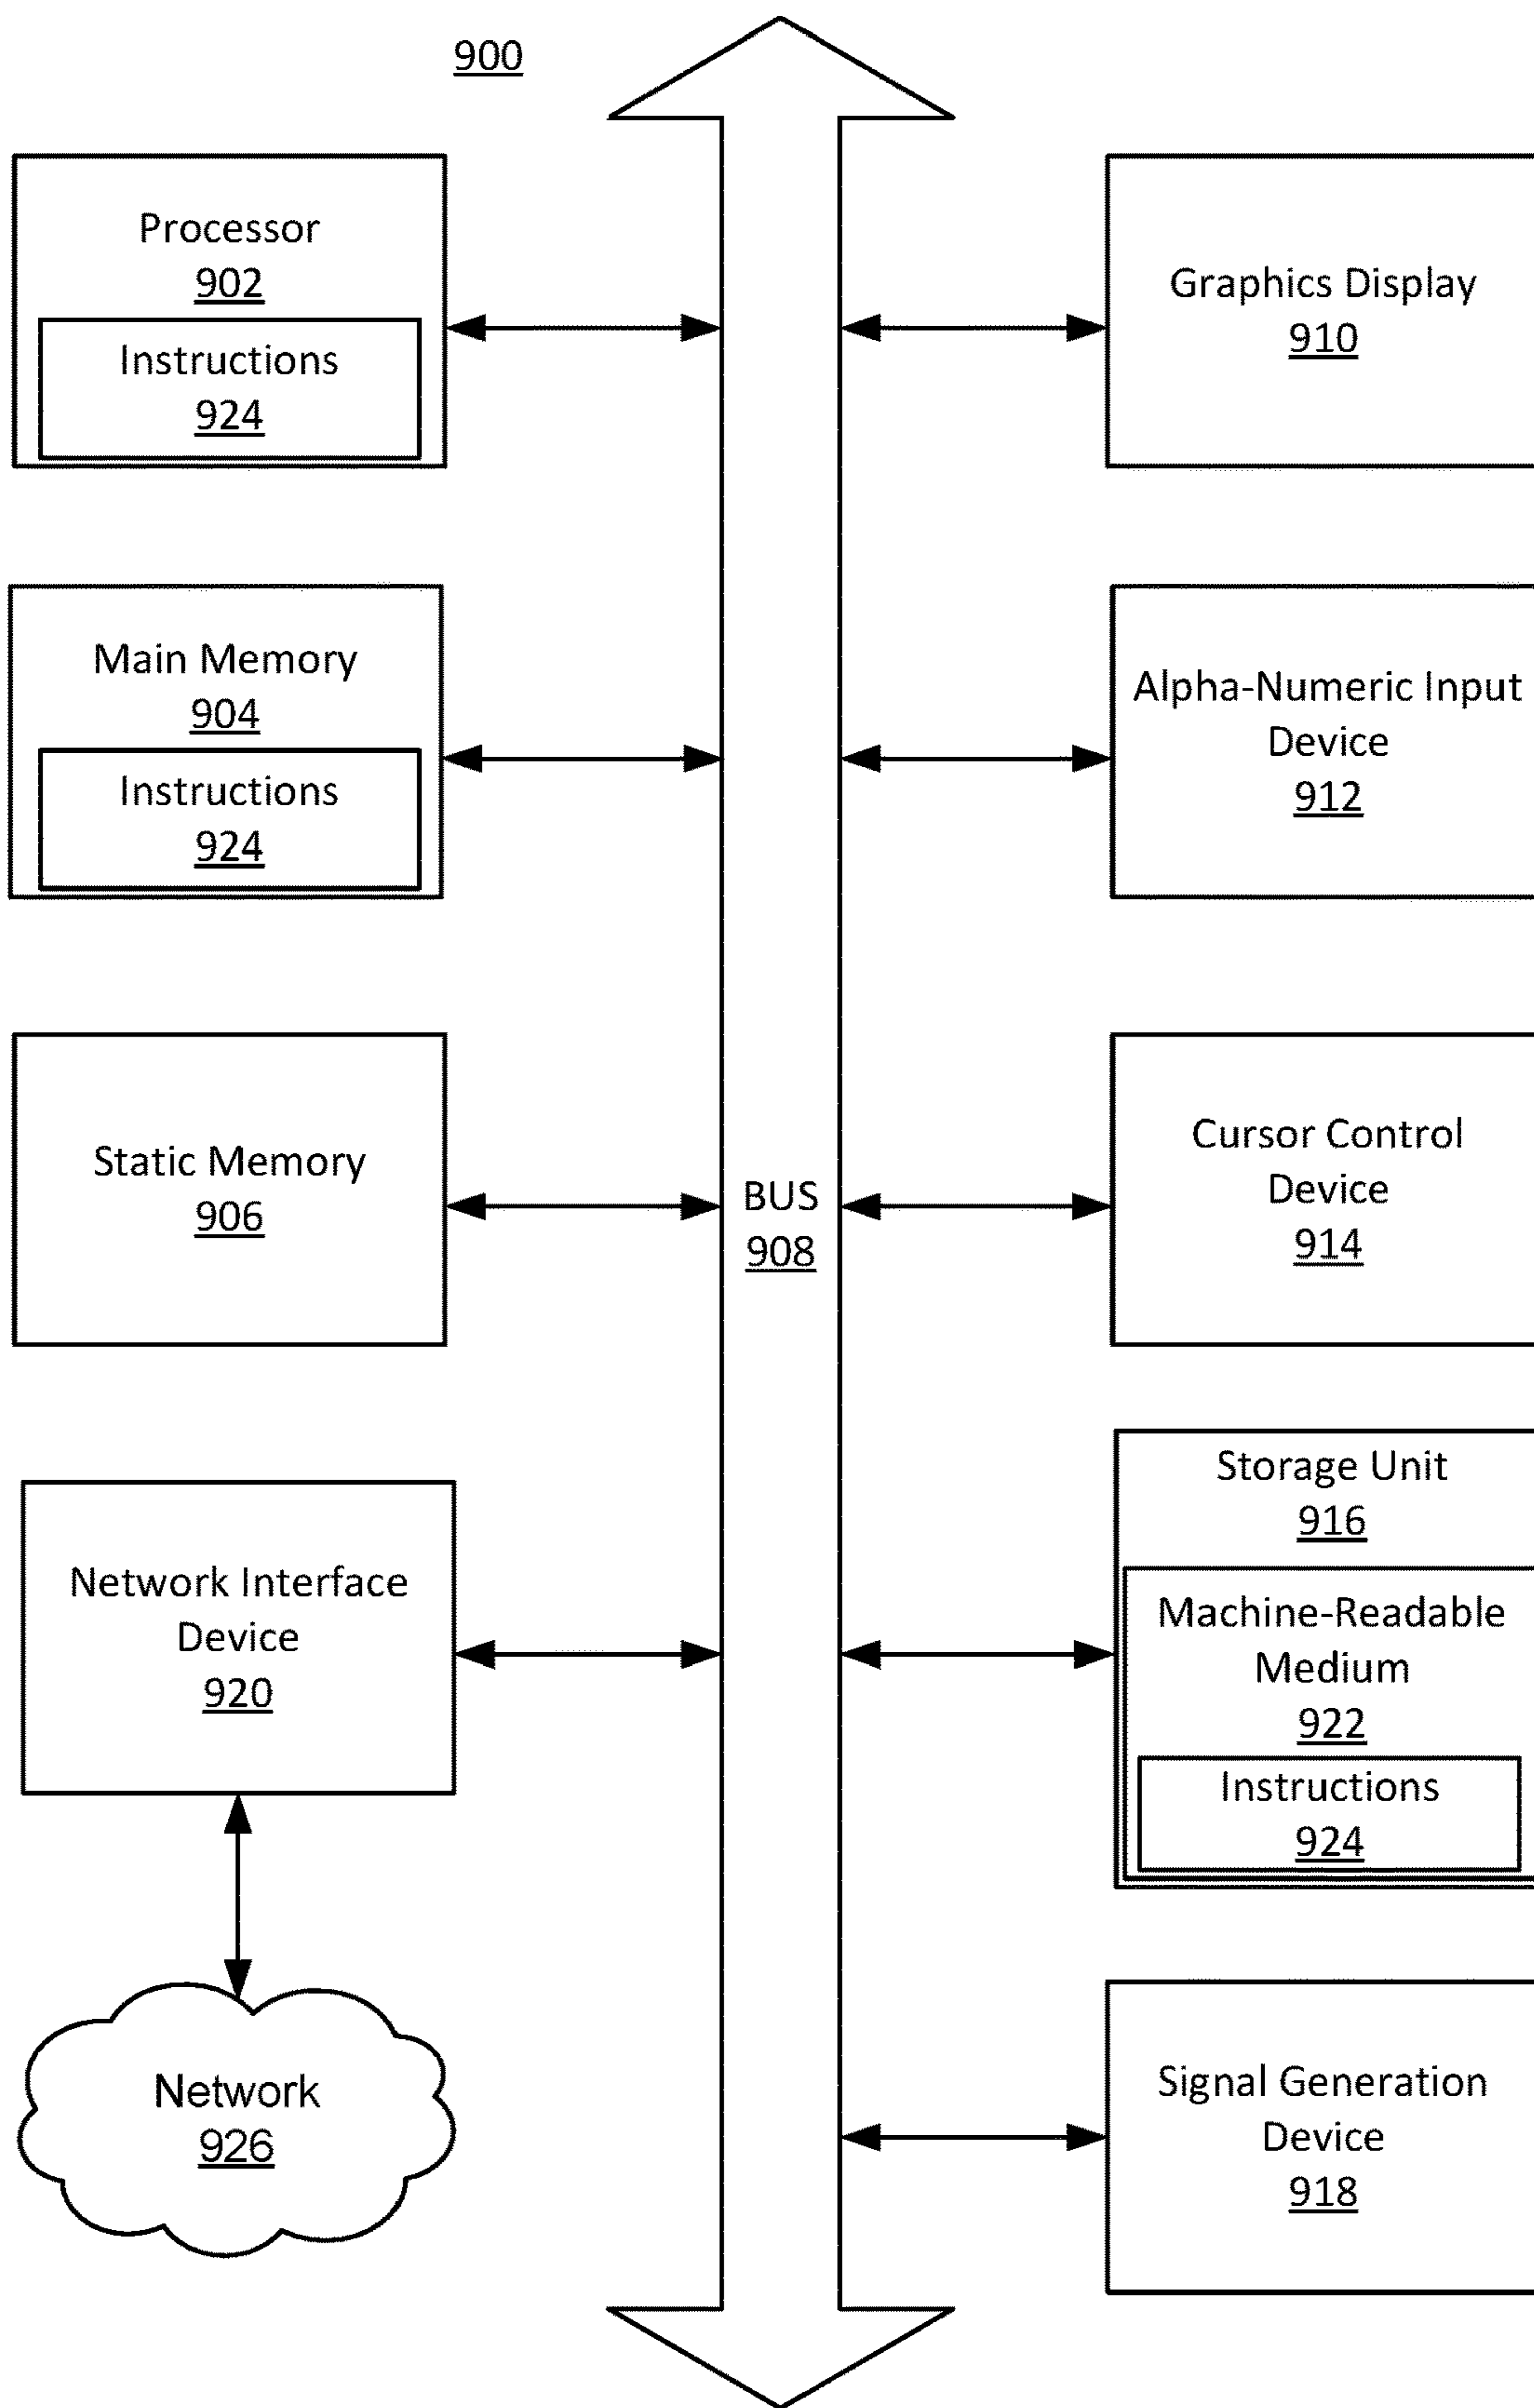 900
Processor
902
Instructions
924
Main Memory
904
Instructions
924
Static Memory
906
Network Interface
Device
920
Network
926
BUS
908
Graphics Display
910
Alpha-Numeric Input
Device
912
Cursor Control
Device
914
Storage Unit
916
Machine-Readable
Medium
922
Instructions
924
Signal Generation
Device
918